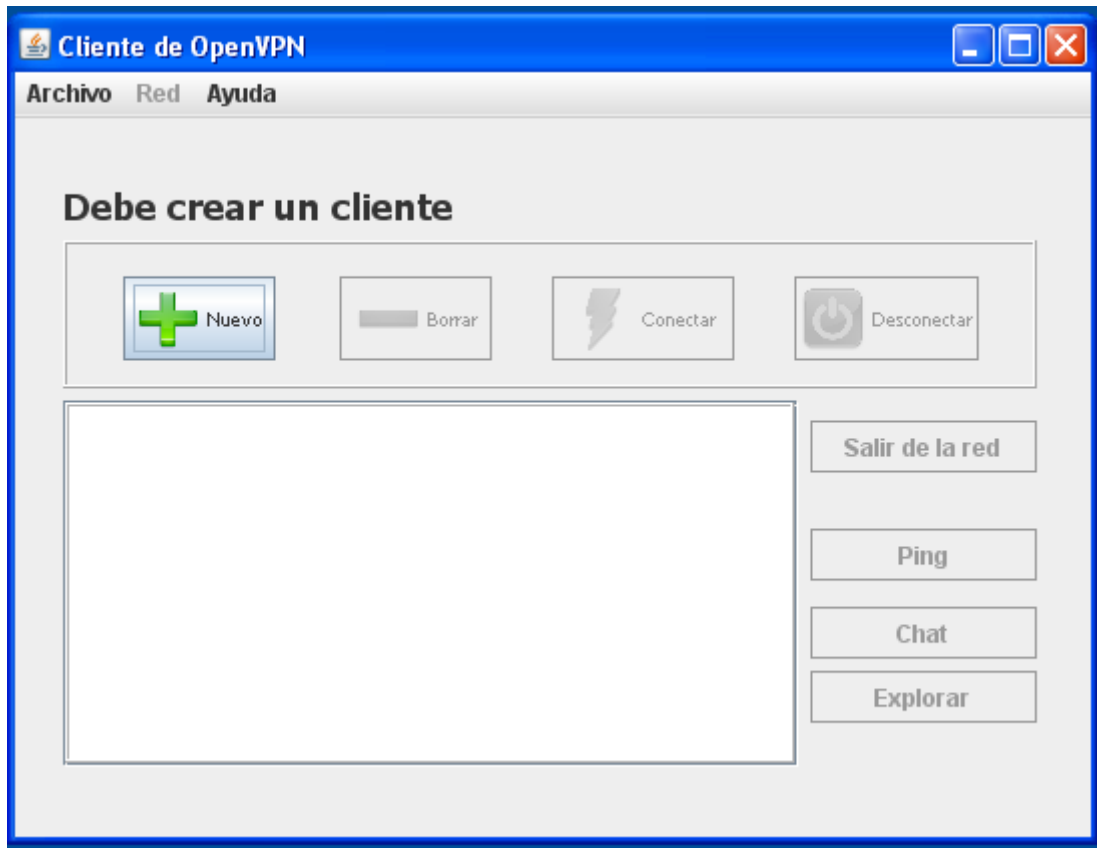 Cliente de OpenVPN
Archivo Red Ayuda
Debe crear un cliente
Nuevo Borrar Conectar Desconectar
Salir de la red
Ping
Chat
Explorar